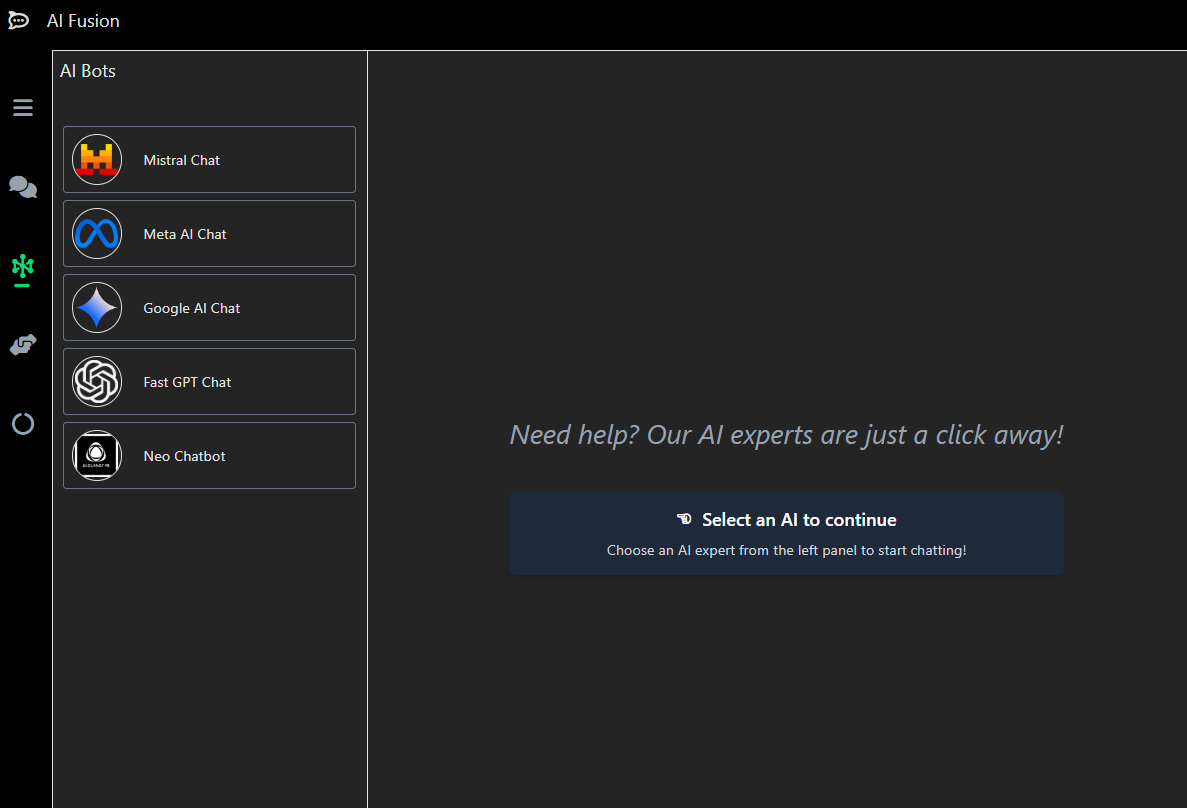 AI Fusion
AI Bots
Mistral Chat
Meta AI Chat
Google AI Chat
Fast GPT Chat
Neo Chatbot
Need help? Our AI experts are just a click away!
Select an AI to continue
Choose an AI expert from the left panel to start chatting!